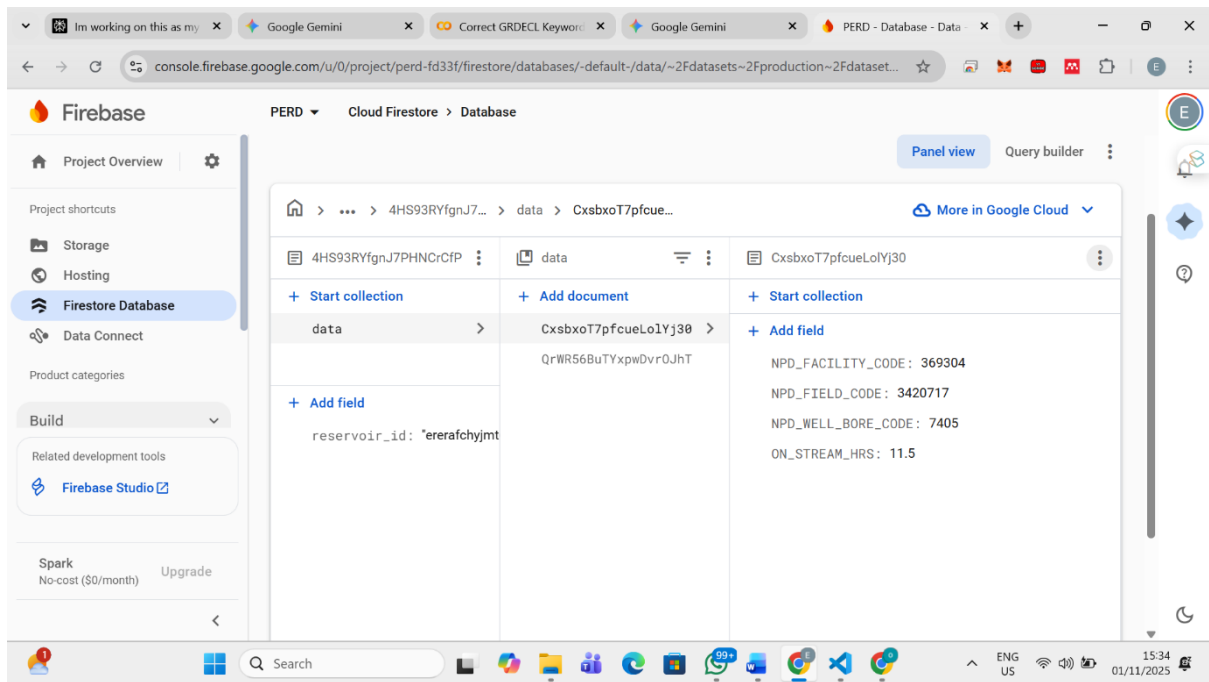 Im working on this as my
Google Gemini
Correct GRDECL Keyword
Google Gemini
PERD - Database - Data -
console.firebase.google.com/u/0/project/perd-fd33f/firestore/databases/-default-/data/~2Fdatasets~2Fproduction~2Fdataset...
E
Firebase
PERD
Cloud Firestore > Database
E
Project Overview
Panel view
Query builder
Project shortcuts
... > 4HS93RYfgnJ7... > data > CxsbxoT7pfcue...
More in Google Cloud
Storage
4HS93RYfgnJ7PHNCrCfP
data
CxsbxoT7pfcueLolYj30
Hosting
+ Start collection
+ Add document
+ Start collection
Firestore Database
data
CxsbxoT7pfcueLolYj30
+ Add field
Data Connect
QrWR56BuTYxpwDvrOJhT
NPD_FACILITY_CODE: 369304
Product categories
NPD_FIELD_CODE: 3420717
+ Add field
Build
NPD_WELL_BORE_CODE: 7405
reservoir_id: "ererafchyjmt
ON_STREAM_HRS: 11.5
Related development tools
Firebase Studio
Spark
No-cost ($0/month)
Upgrade
1
Search
99+
ENG
US
15:34
01/11/2025